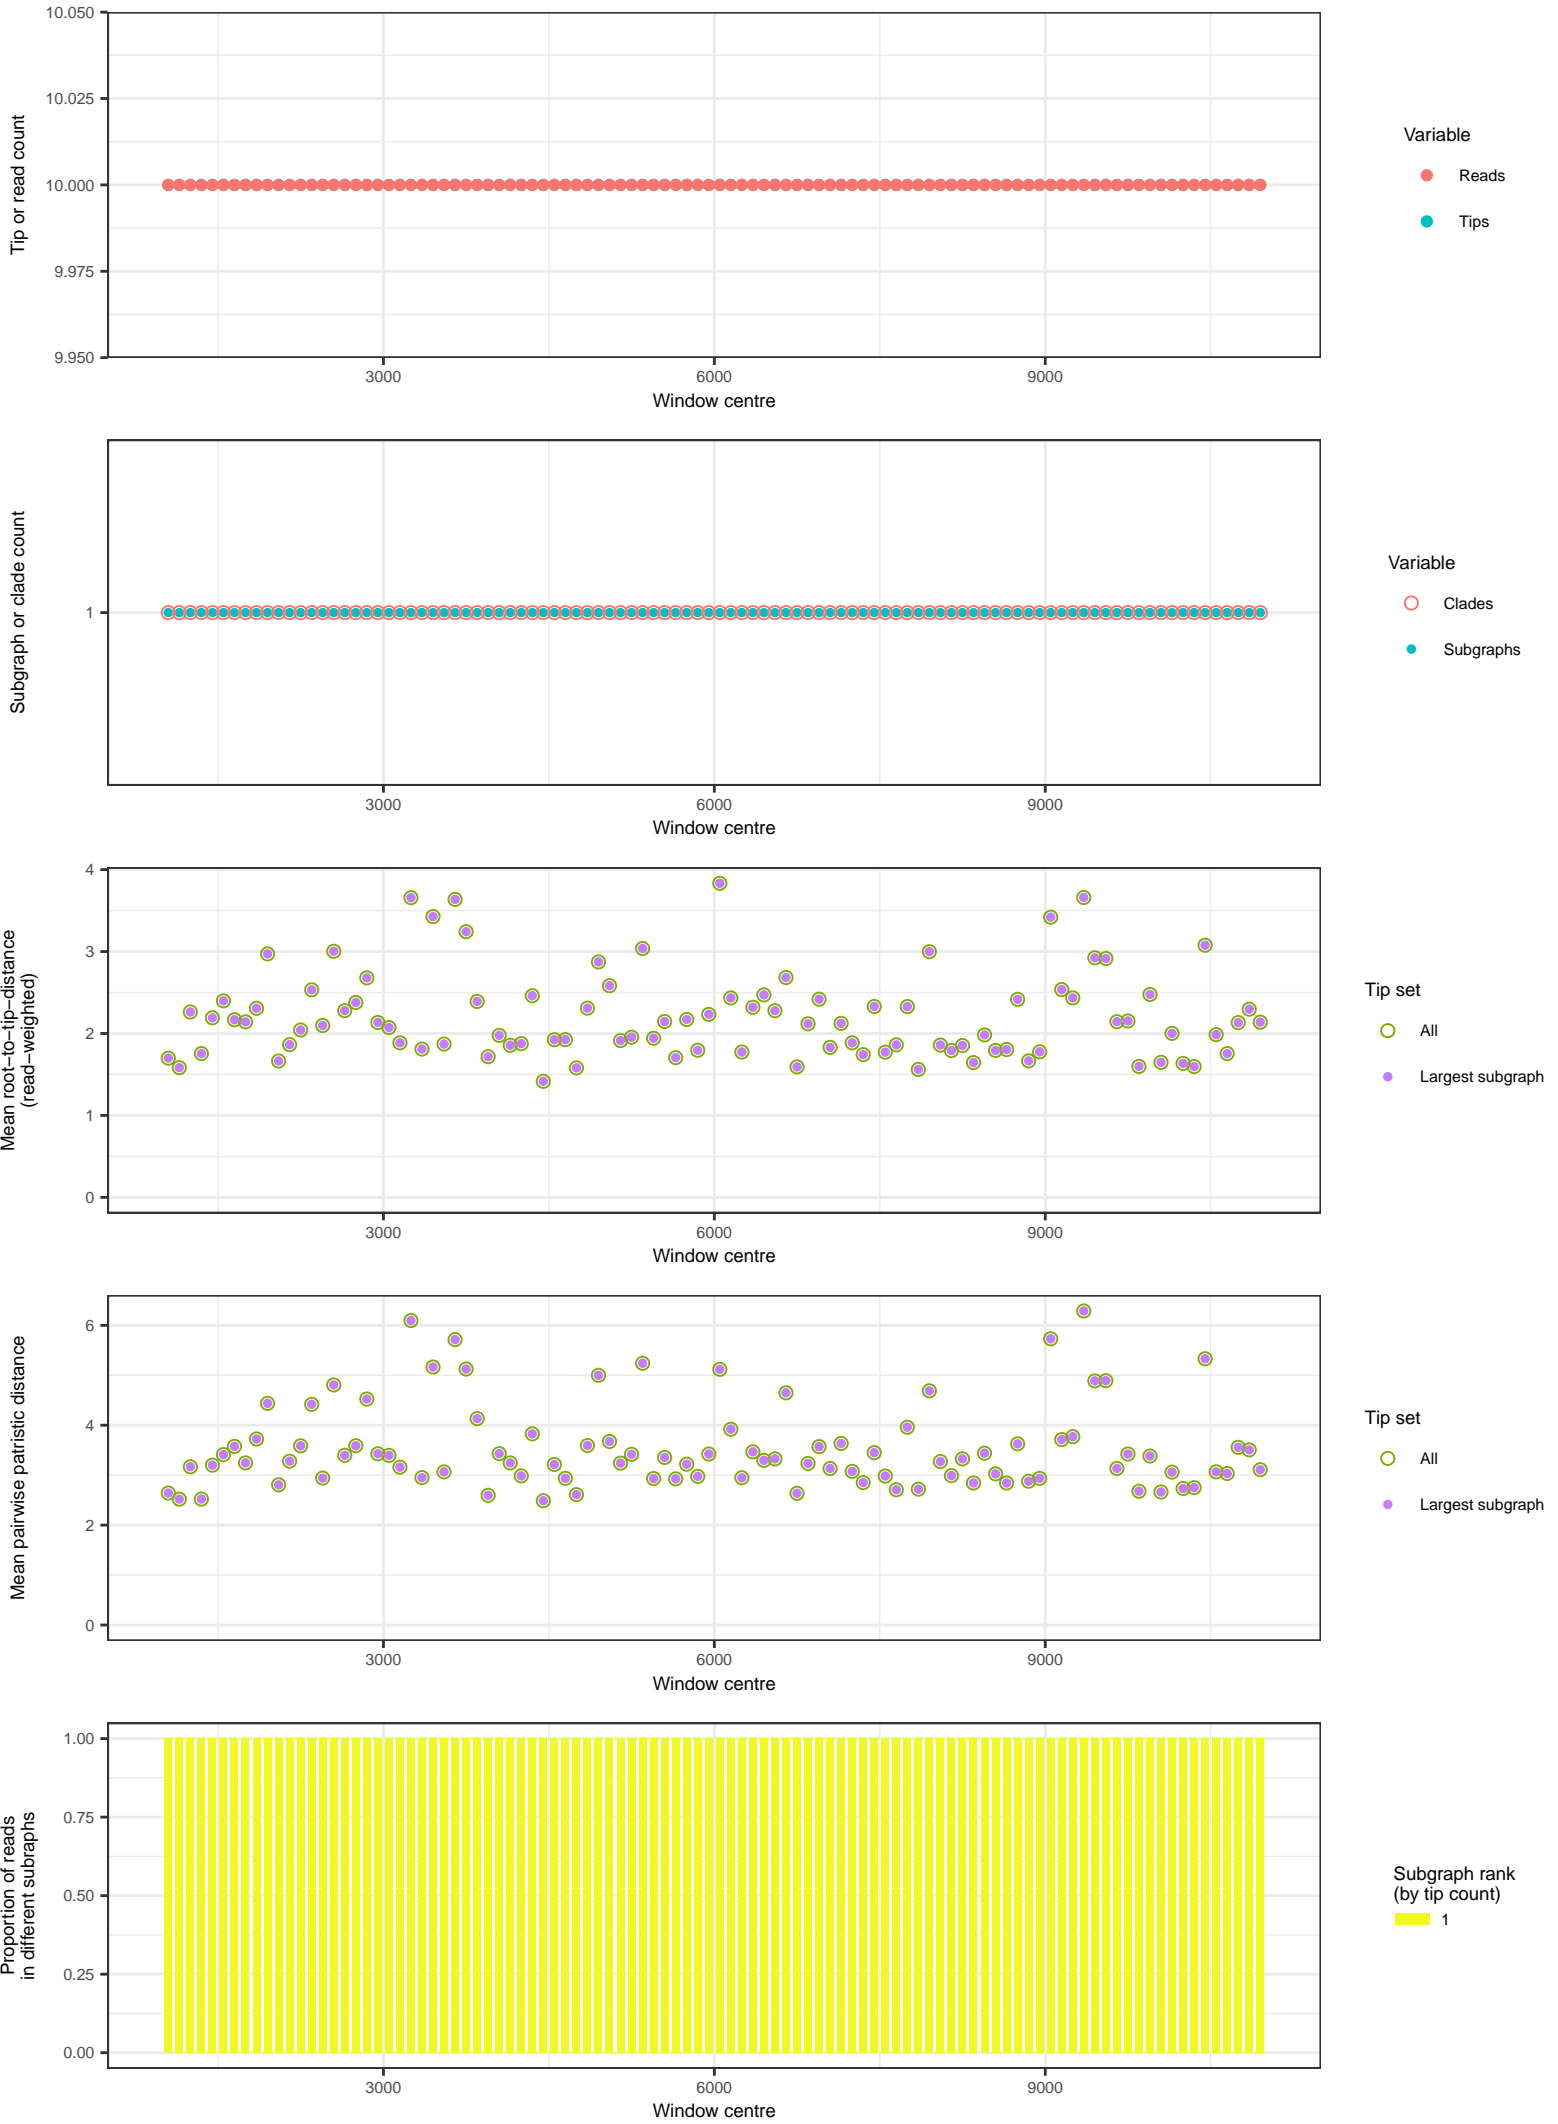 10.050
10.025
10.000
9.975
9.950
Tip or read count
3000
6000
9000
Window centre
Variable
Reads
Tips
1
Subgraph or clade count
3000
6000
9000
Window centre
Variable
Clades
Subgraphs
4
3
2
1
0
Mean root−to−tip−distance
(read−weighted)
3000
6000
9000
Window centre
Tip set
All
Largest subgraph
6
4
2
0
Mean pairwise patristic distance
3000
6000
9000
Window centre
Tip set
All
Largest subgraph
1.00
0.75
0.50
0.25
0.00
Proportion of reads
in different subraphs
3000
6000
9000
Window centre
Subgraph rank
(by tip count)
1